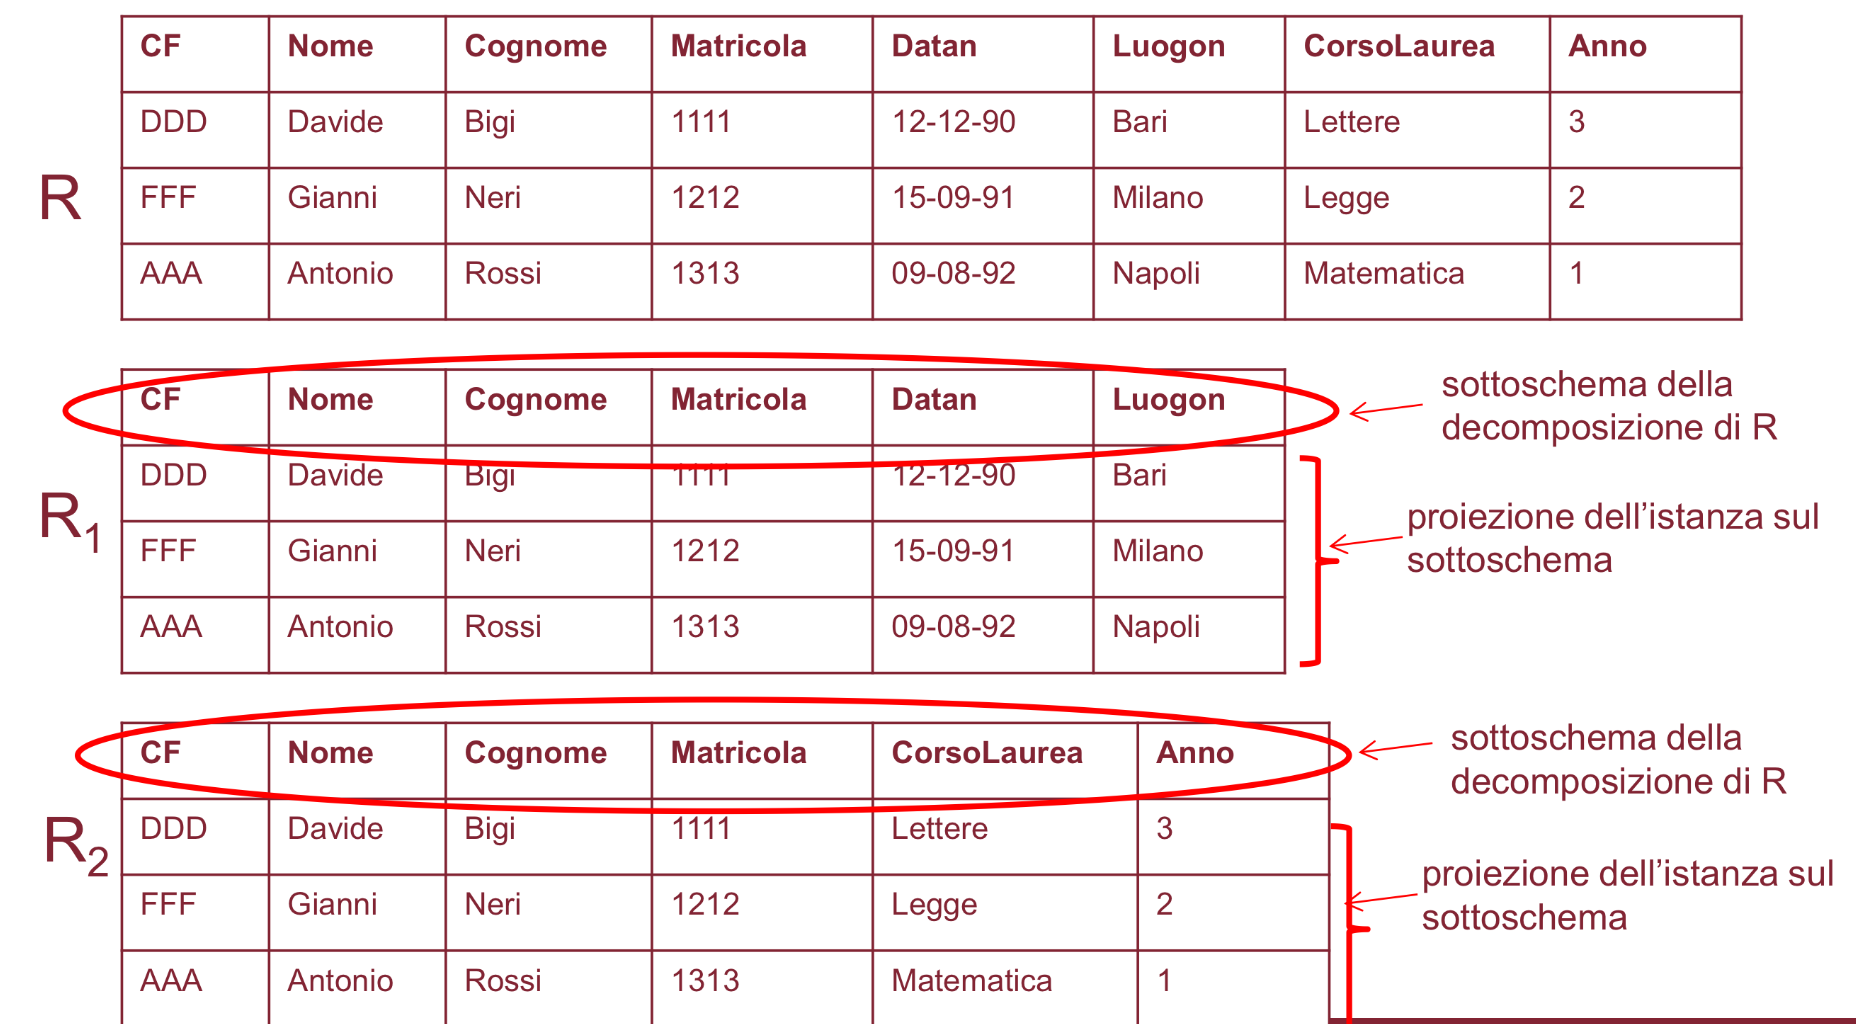 CF Nome Cognome Matricola Datan Luogon CorsoLaurea Anno
DDD Davide Bigi 1111 12-12-90 Bari Lettere 3
R
FFF Gianni Neri 1212 15-09-91 Milano Legge 2
AAA Antonio Rossi 1313 09-08-92 Napoli Matematica 1
CF Nome Cognome Matricola Datan Luogon
sottoschema della
decomposizione di R
DDD Davide Bigi 1111 12-12-90 Bari
R1
FFF Gianni Neri 1212 15-09-91 Milano
proiezione dell’istanza sul
sottoschema
AAA Antonio Rossi 1313 09-08-92 Napoli
CF Nome Cognome Matricola CorsoLaurea Anno
sottoschema della
decomposizione di R
DDD Davide Bigi 1111 Lettere 3
R2
FFF Gianni Neri 1212 Legge 2
proiezione dell’istanza sul
sottoschema
AAA Antonio Rossi 1313 Matematica 1